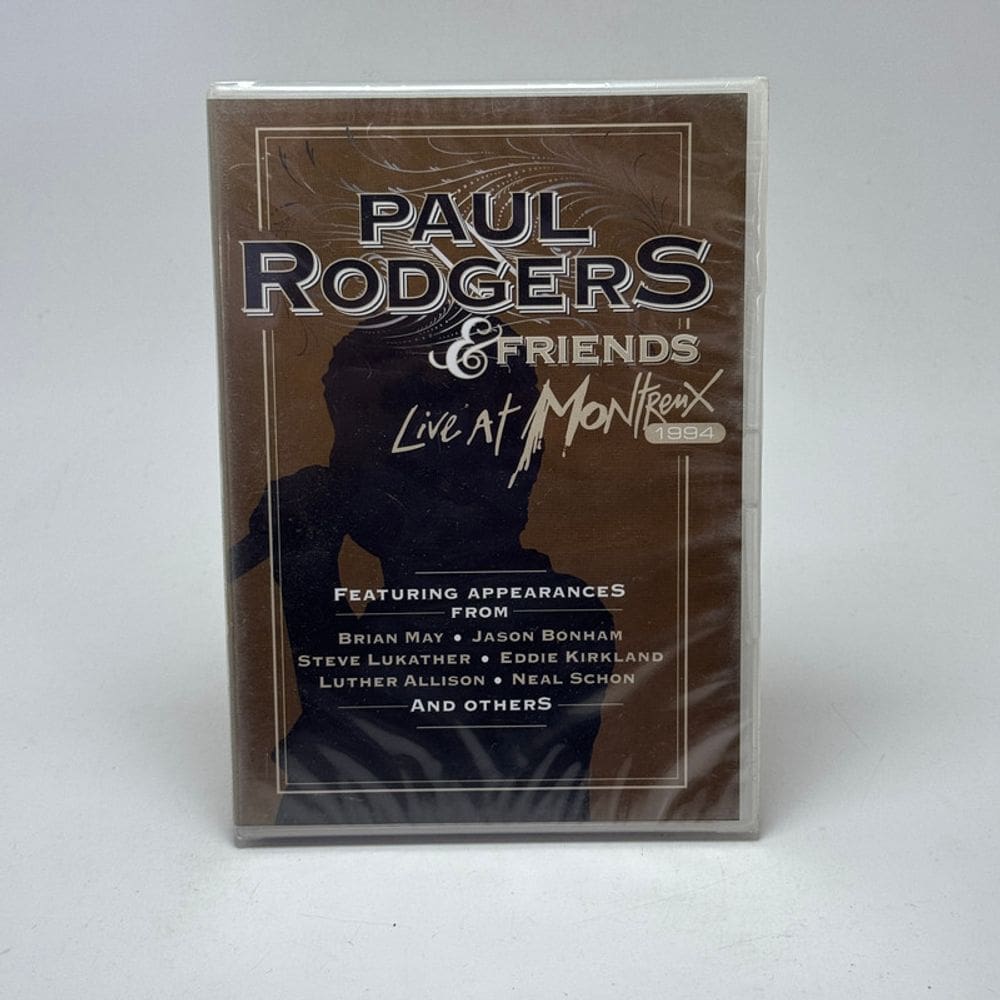 PAUL
RODGERS
& FRIENDS
Live At Montreux
1994
FEATURING APPEARANCES
FROM
BRIAN MAY • JASON BONHAM
STEVE LUKATHER • EDDIE KIRKLAND
LUTHER ALLISON • NEAL SCHON
AND OTHERS